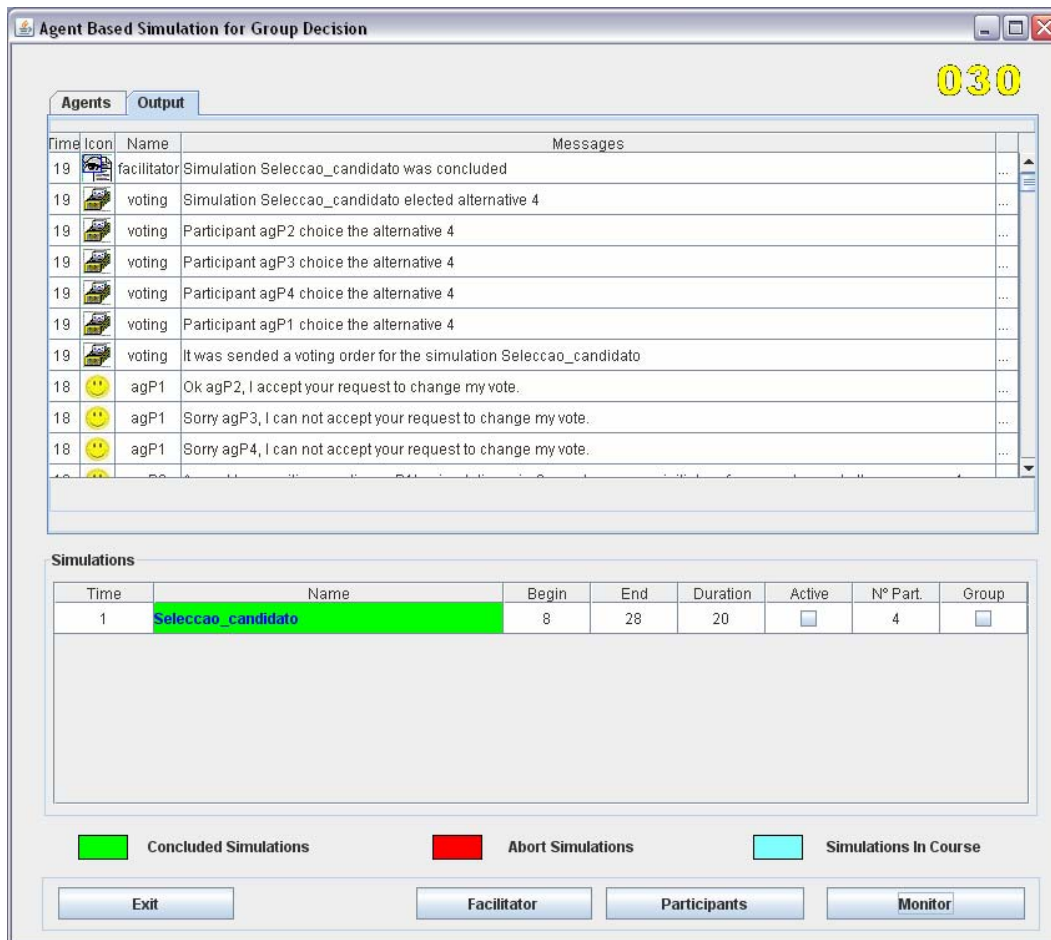 Agent Based Simulation for Group Decision
030
Agents Output
Time Icon Name Messages
19 facilitator Simulation Seleccao_candidato was concluded ...
19 voting Simulation Seleccao_candidato elected alternative 4 ...
19 voting Participant agP2 choice the alternative 4 ...
19 voting Participant agP3 choice the alternative 4 ...
19 voting Participant agP4 choice the alternative 4 ...
19 voting Participant agP1 choice the alternative 4 ...
19 voting It was sended a voting order for the simulation Seleccao_candidato ...
18 agP1 Ok agP2, I accept your request to change my vote. ...
18 agP1 Sorry agP3, I can not accept your request to change my vote. ...
18 agP1 Sorry agP4, I can not accept your request to change my vote. ...
Simulations
Time Name Begin End Duration Active Nº Part. Group
1 Seleccao_candidato 8 28 20 4
Concluded Simulations Abort Simulations Simulations In Course
Exit Facilitator Participants Monitor